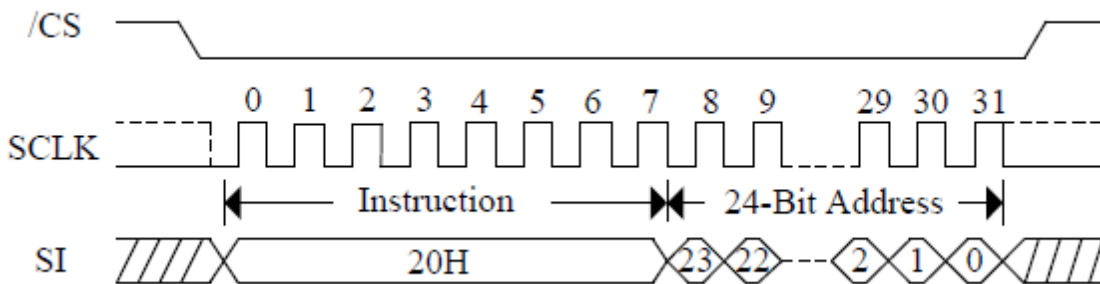 /CS
0 1 2 3 4 5 6 7 8 9 29 30 31
SCLK
Instruction 24-Bit Address
SI 20H 23 22 2 1 0